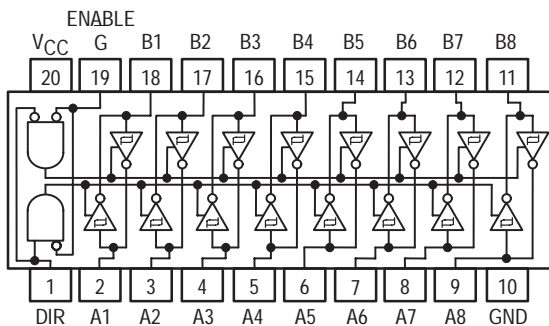 ENABLE
VCC G B1 B2 B3 B4 B5 B6 B7 B8
20 19 18 17 16 15 14 13 12 11
1 2 3 4 5 6 7 8 9 10
DIR A1 A2 A3 A4 A5 A6 A7 A8 GND